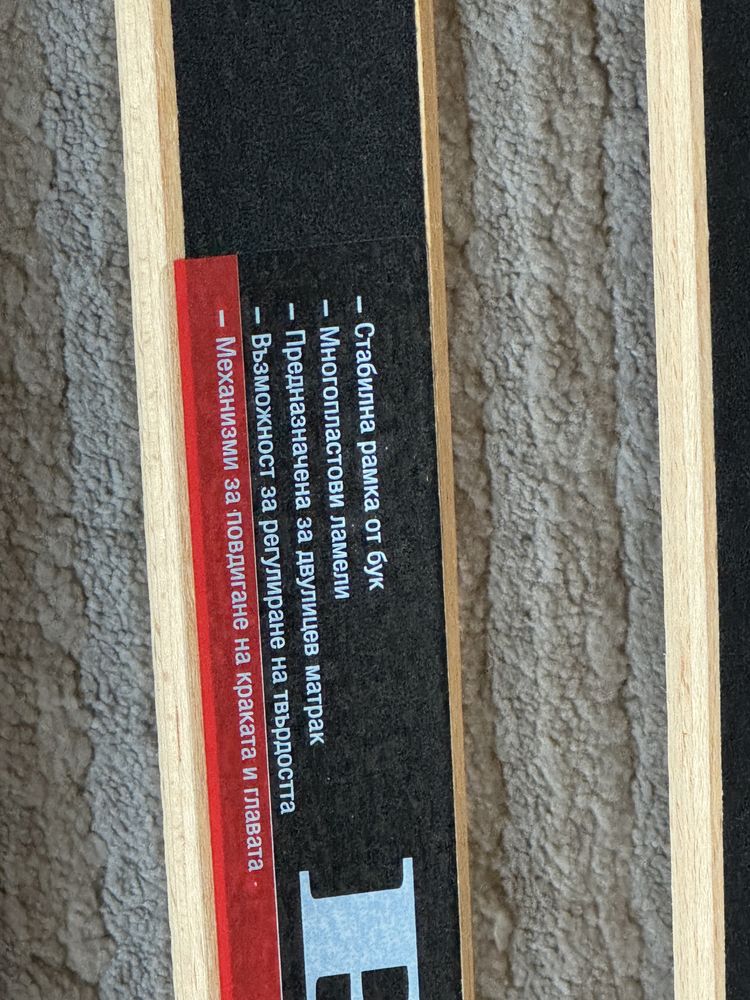 – Стабилна рамка от бук
– Многопластови ламели
– Предназначена за двулицев матрак
– Възможност за регулиране на твърдостта
– Механизми за повдигане на краката и главата